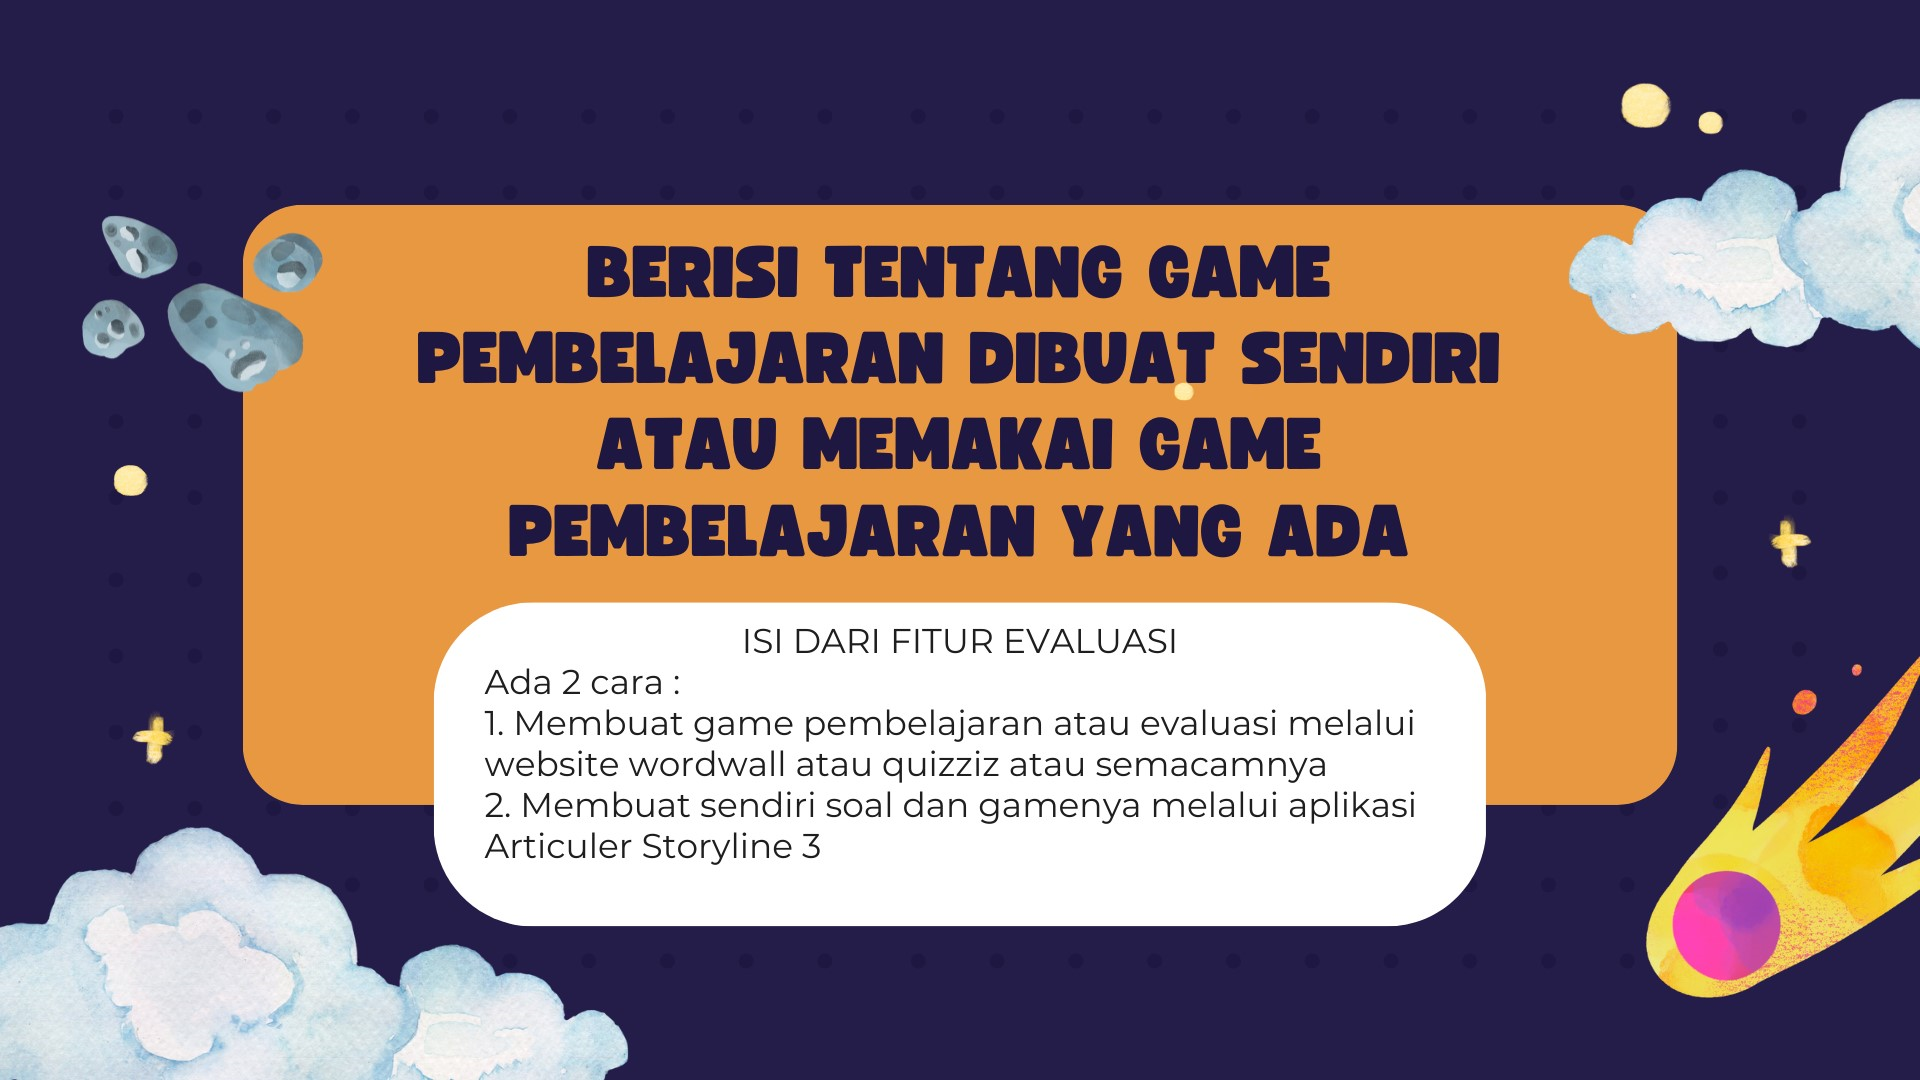 BERISI TENTANG GAME
PEMBELAJARAN DIBUAT SENDIRI
ATAU MEMAKAI GAME
PEMBELAJARAN YANG ADA
ISI DARI FITUR EVALUASI
Ada 2 cara :
1. Membuat game pembelajaran atau evaluasi melalui
website wordwall atau quizziz atau semacamnya
2. Membuat sendiri soal dan gamenya melalui aplikasi
Articuler Storyline 3